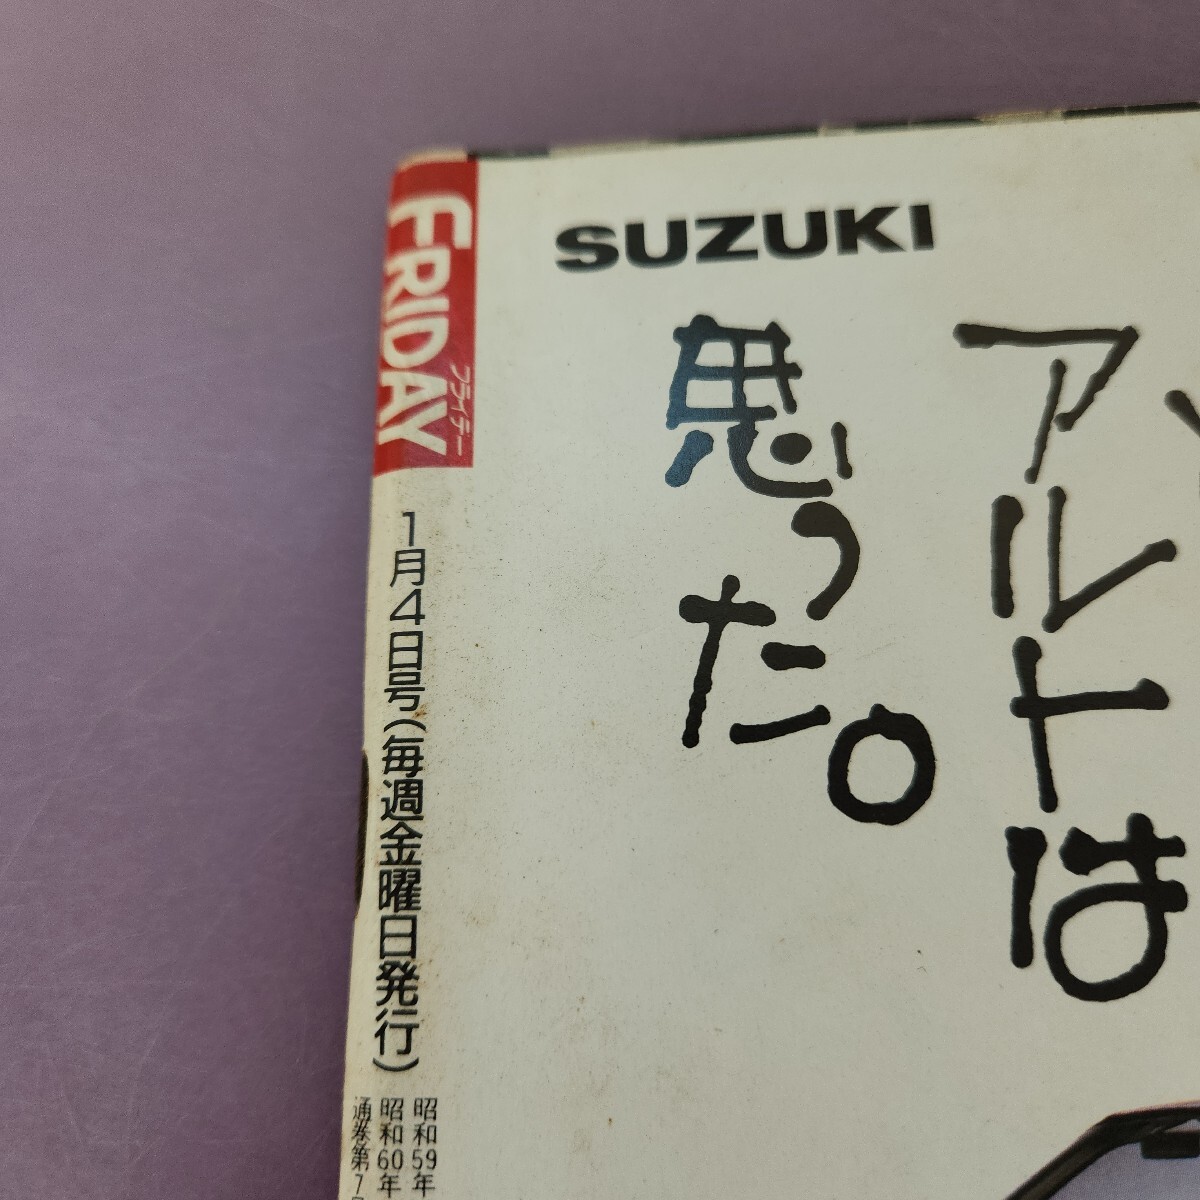 FRIDAY
フライデー
1月4日号(毎週金曜日発行)
昭和59年
昭和60年
通巻第7
SUZUKI
アルトは
思った。